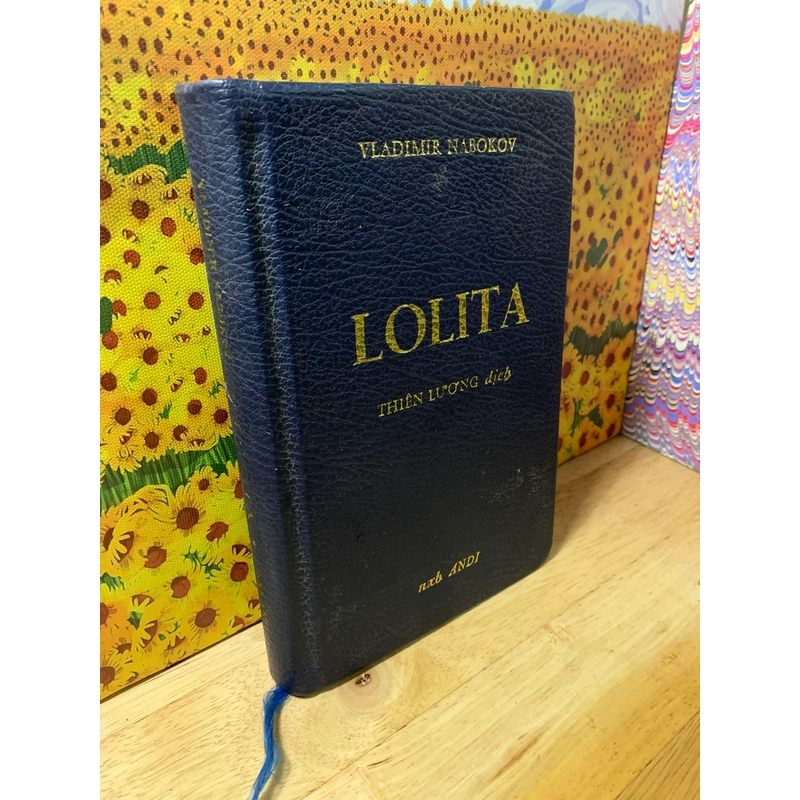 VLADIMIR NABOKOV
LOLITA
THIÊN LƯƠNG dịch
nxb ANDI